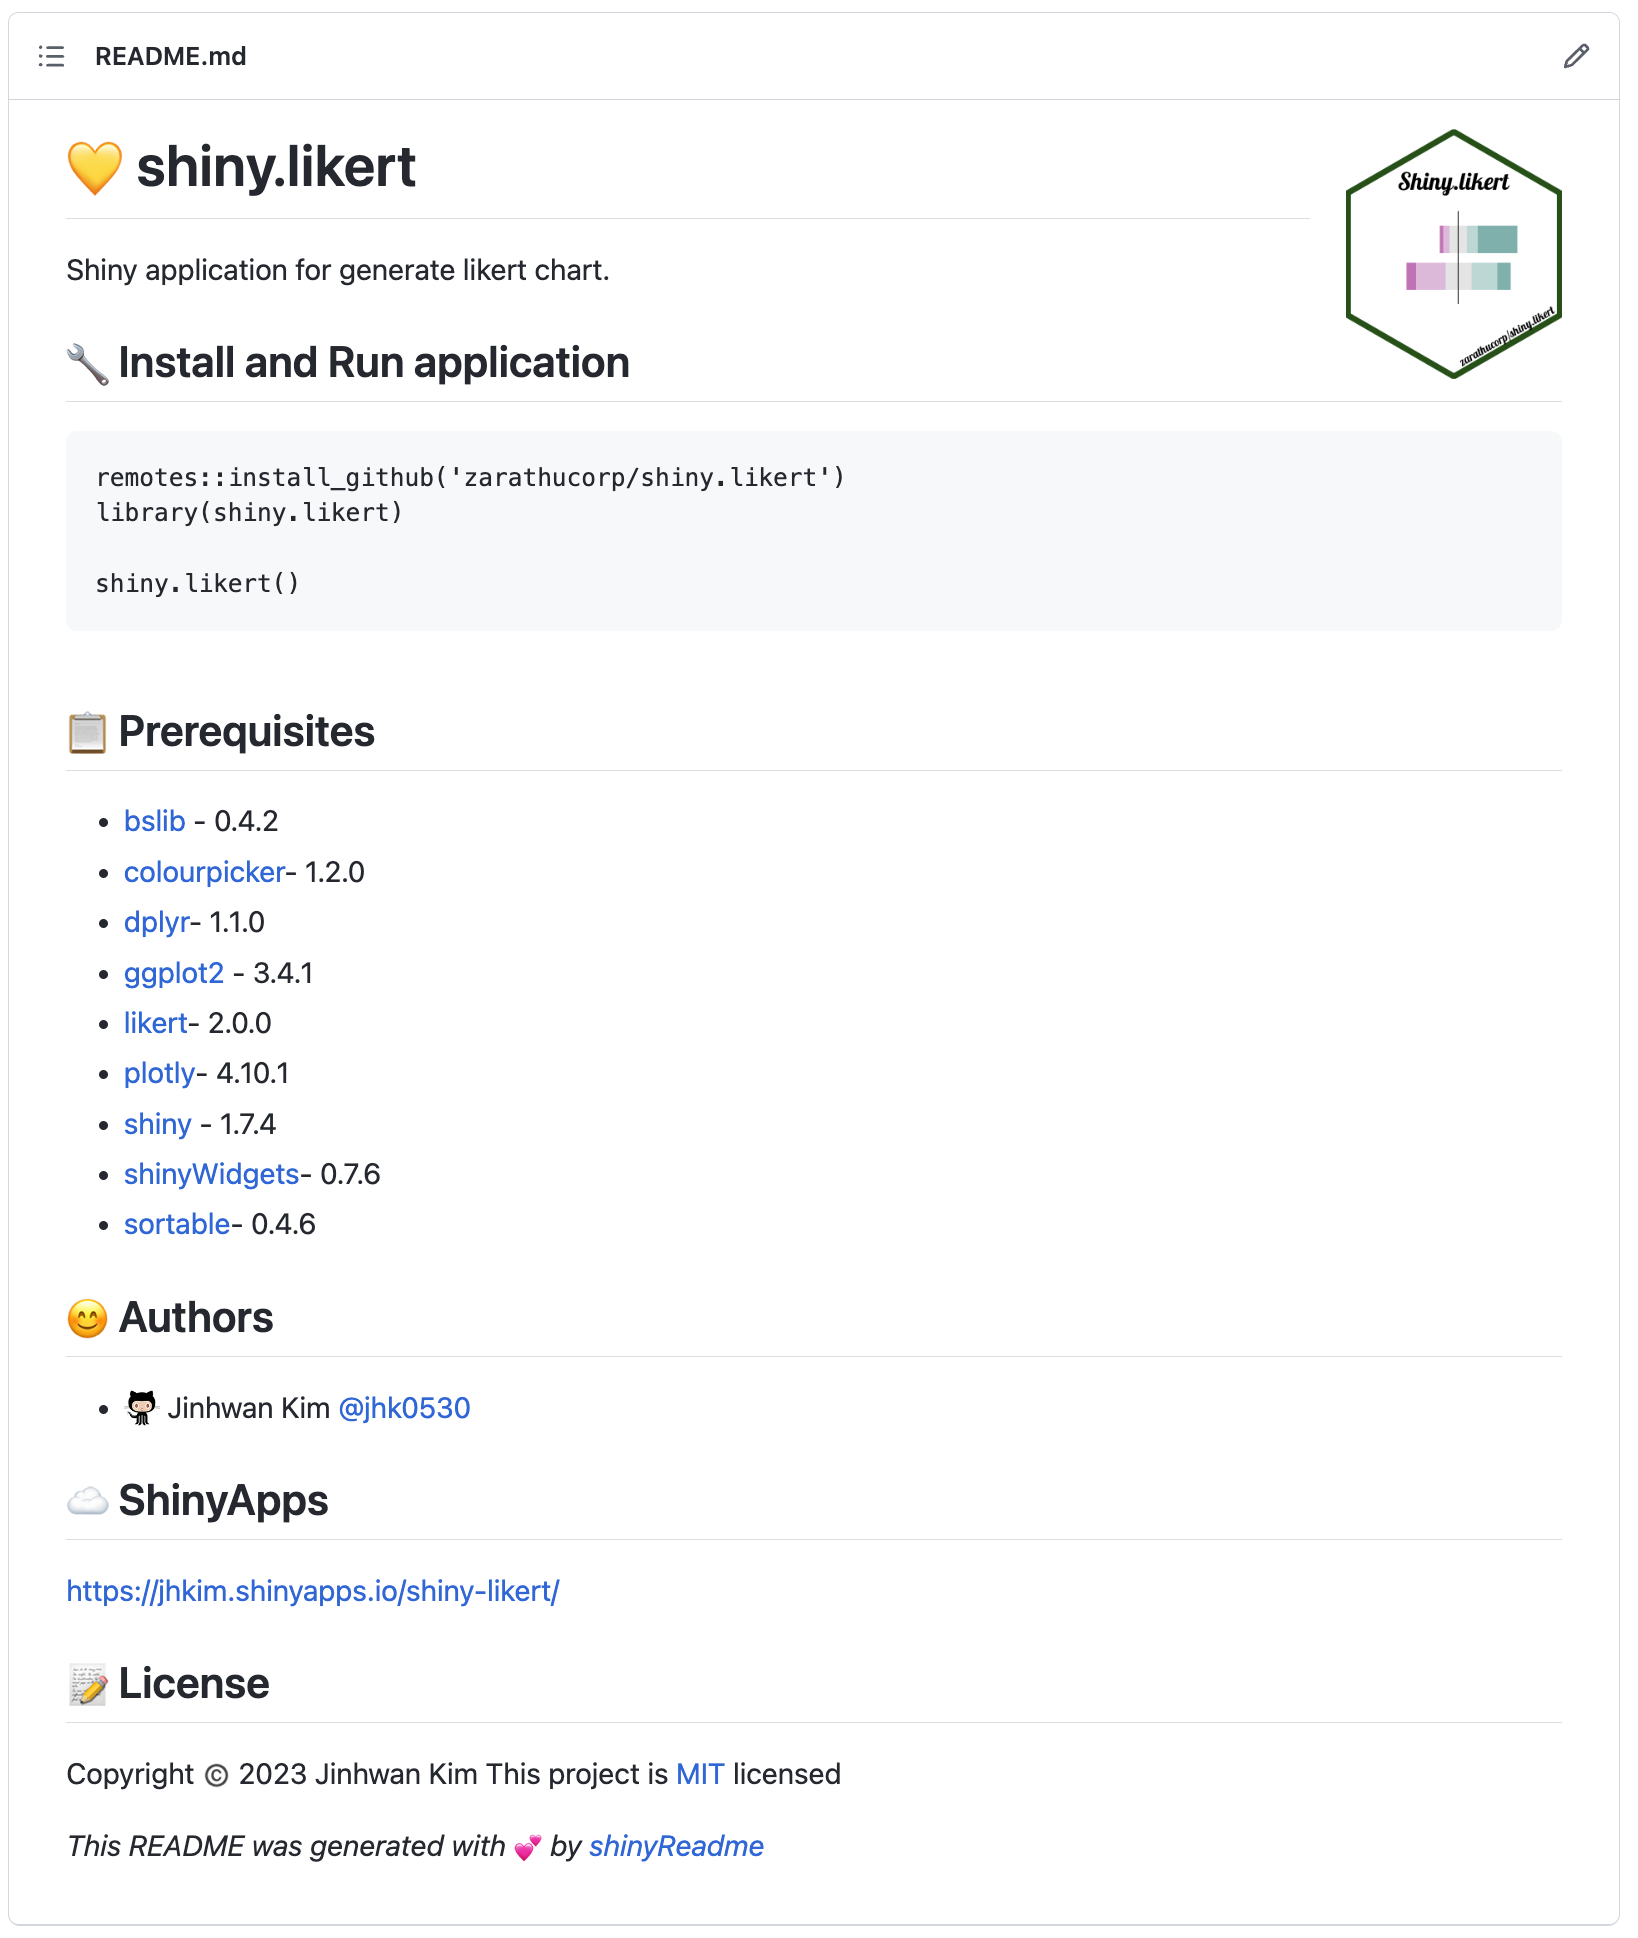 README.md
💛 shiny.likert
Shiny.likert
zarathucorp/shiny.likert
Shiny application for generate likert chart.
🔧 Install and Run application
remotes::install_github('zarathucorp/shiny.likert')
library(shiny.likert)
shiny.likert()
📋 Prerequisites
• bslib - 0.4.2
• colourpicker- 1.2.0
• dplyr- 1.1.0
• ggplot2 - 3.4.1
• likert- 2.0.0
• plotly- 4.10.1
• shiny - 1.7.4
• shinyWidgets- 0.7.6
• sortable- 0.4.6
😊 Authors
• Jinhwan Kim @jhk0530
☁️ ShinyApps
https://jhkim.shinyapps.io/shiny-likert/
📝 License
Copyright © 2023 Jinhwan Kim This project is MIT licensed
This README was generated with 💕 by shinyReadme